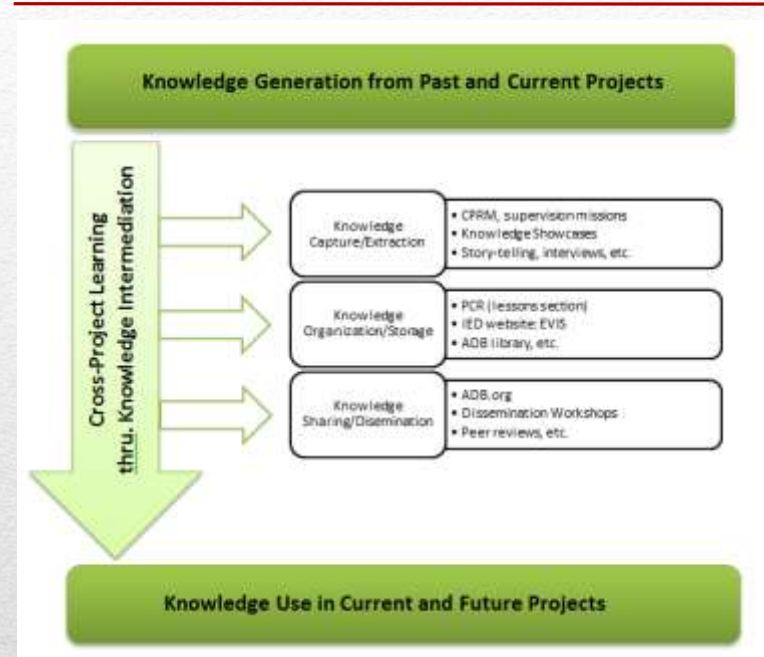 Knowledge Generation from Past and Current Projects
Cross-Project Learning
thru. Knowledge Intermediation
Knowledge
Capture/Extraction
• CPRM, supervision missions
• Knowledge Showcases
• Story-telling, interviews, etc.
Knowledge
Organization/Storage
• PCR (lessons section)
• IED website: EVIS
• ADB library, etc.
Knowledge
Sharing/Disemination
• ADB.org
• Dissemination Workshops
• Peer reviews, etc.
Knowledge Use in Current and Future Projects